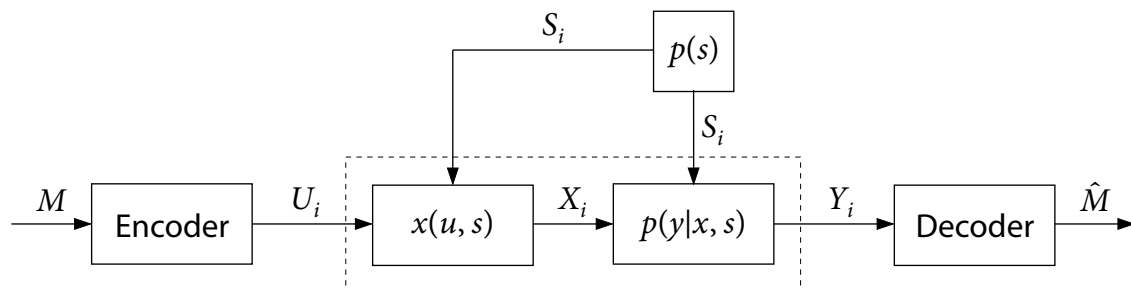 S_i
p(s)
S_i
M
Encoder
U_i
x(u, s)
X_i
p(y|x, s)
Y_i
Decoder
M̂